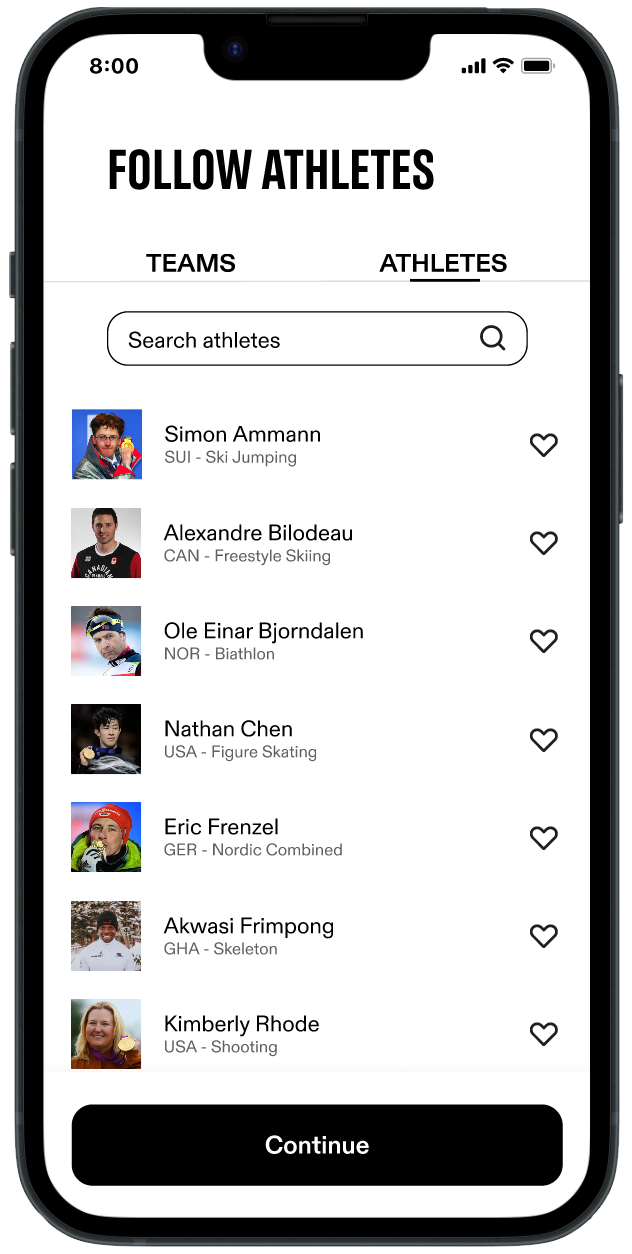 8:00
FOLLOW ATHLETES
TEAMS
ATHLETES
Search athletes
Simon Ammann
SUI - Ski Jumping
Alexandre Bilodeau
CAN - Freestyle Skiing
Ole Einar Bjorndalen
NOR - Biathlon
Nathan Chen
USA - Figure Skating
Eric Frenzel
GER - Nordic Combined
Akwasi Frimpong
GHA - Skeleton
Kimberly Rhode
USA - Shooting
Continue